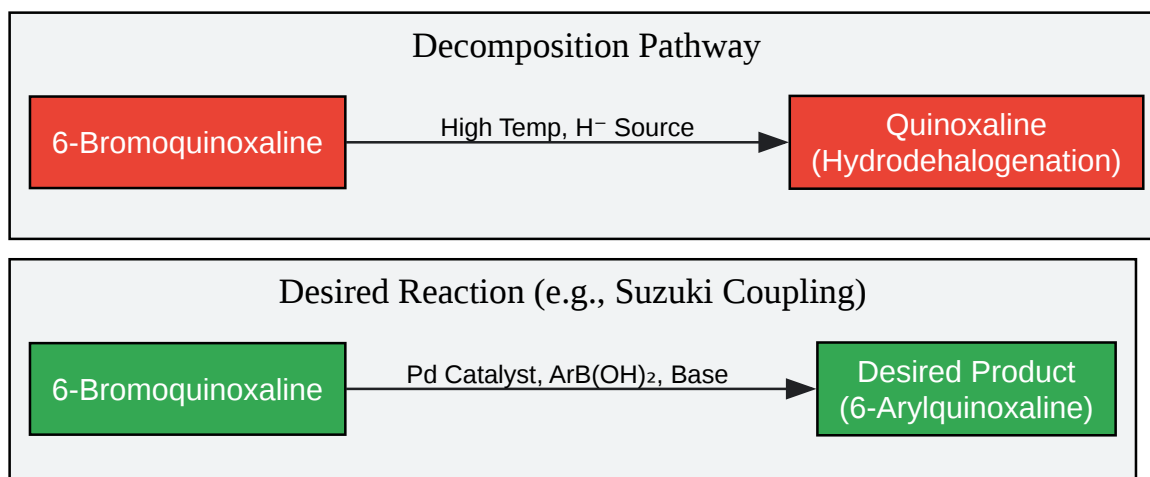 Decomposition Pathway
6-Bromoquinoxaline
High Temp, H⁻ Source
Quinoxaline
(Hydrodehalogenation)
Desired Reaction (e.g., Suzuki Coupling)
6-Bromoquinoxaline
Pd Catalyst, ArB(OH)₂, Base
Desired Product
(6-Arylquinoxaline)